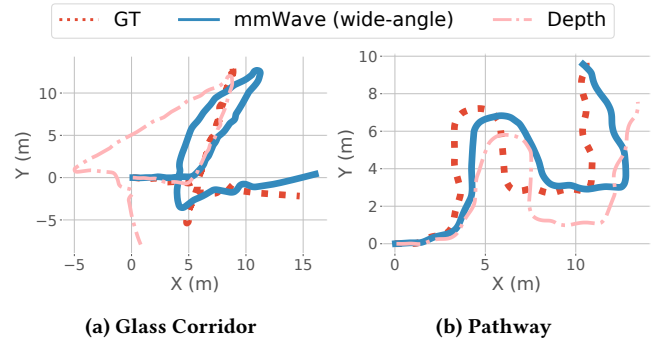 GT mmWave (wide-angle) Depth
10
5
0
−5
Y (m)
−5 0 5 10 15
X (m)
(a) Glass Corridor
10
8
6
4
2
0
Y (m)
0 5 10
X (m)
(b) Pathway